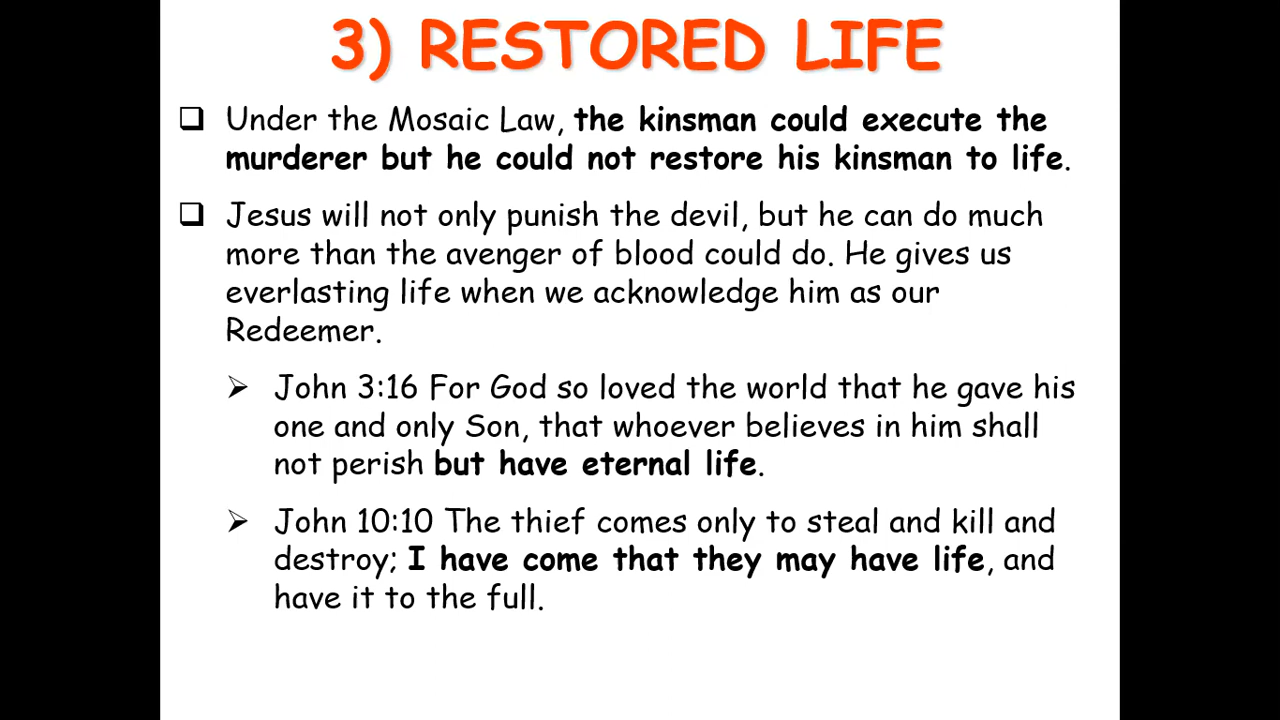 3) RESTORED LIFE
Under the Mosaic Law, the kinsman could execute the
murderer but he could not restore his kinsman to life.
Jesus will not only punish the devil, but he can do much
more than the avenger of blood could do. He gives us
everlasting life when we acknowledge him as our
Redeemer.
John 3:16 For God so loved the world that he gave his
one and only Son, that whoever believes in him shall
not perish but have eternal life.
John 10:10 The thief comes only to steal and kill and
destroy; I have come that they may have life, and
have it to the full.